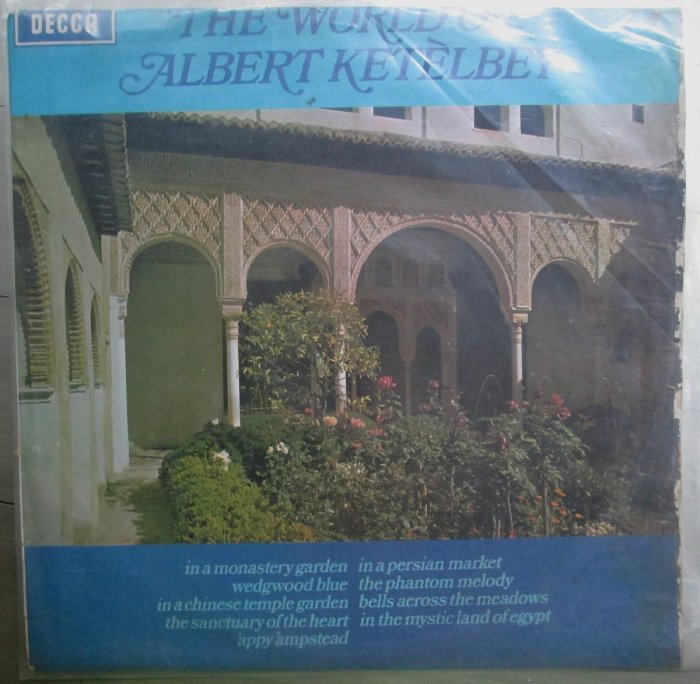 DECCA
THE WORLD OF
ALBERT KETÈLBEY
in a monastery garden
wedgwood blue
in a chinese temple garden
the sanctuary of the heart
'appy 'ampstead
in a persian market
the phantom melody
bells across the meadows
in the mystic land of egypt